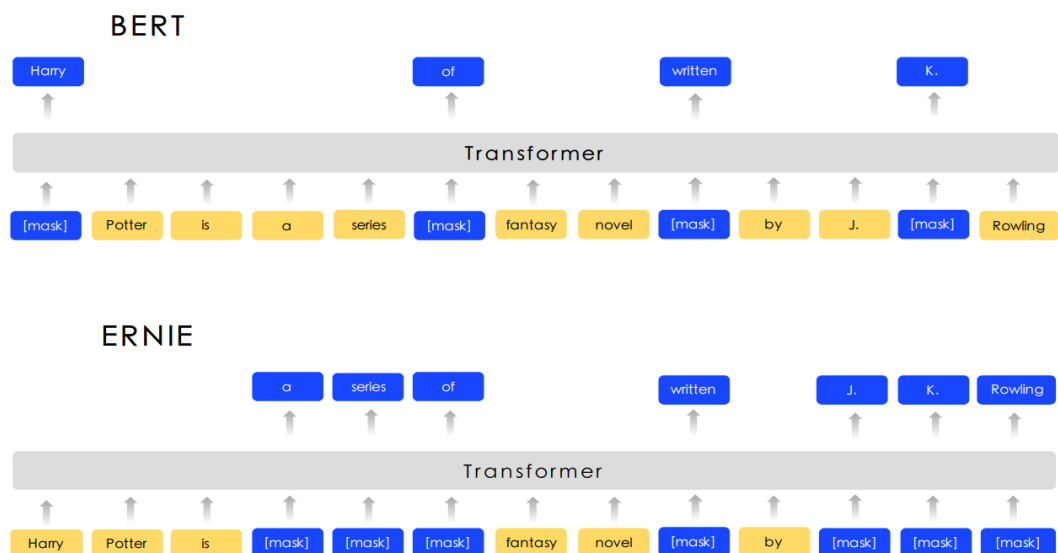 BERT
Harry of written K.
Transformer
[mask] Potter is a series [mask] fantasy novel [mask] by J. [mask] Rowling
ERNIE
a series of written J. K. Rowling
Transformer
Harry Potter is [mask] [mask] [mask] fantasy novel [mask] by [mask] [mask] [mask]